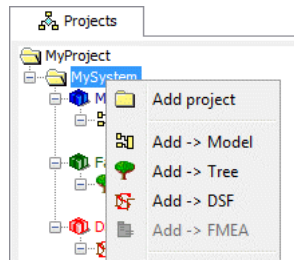 Projects
MyProject
MySystem
Add project
Add -> Model
Add -> Tree
Add -> DSF
Add -> FMEA